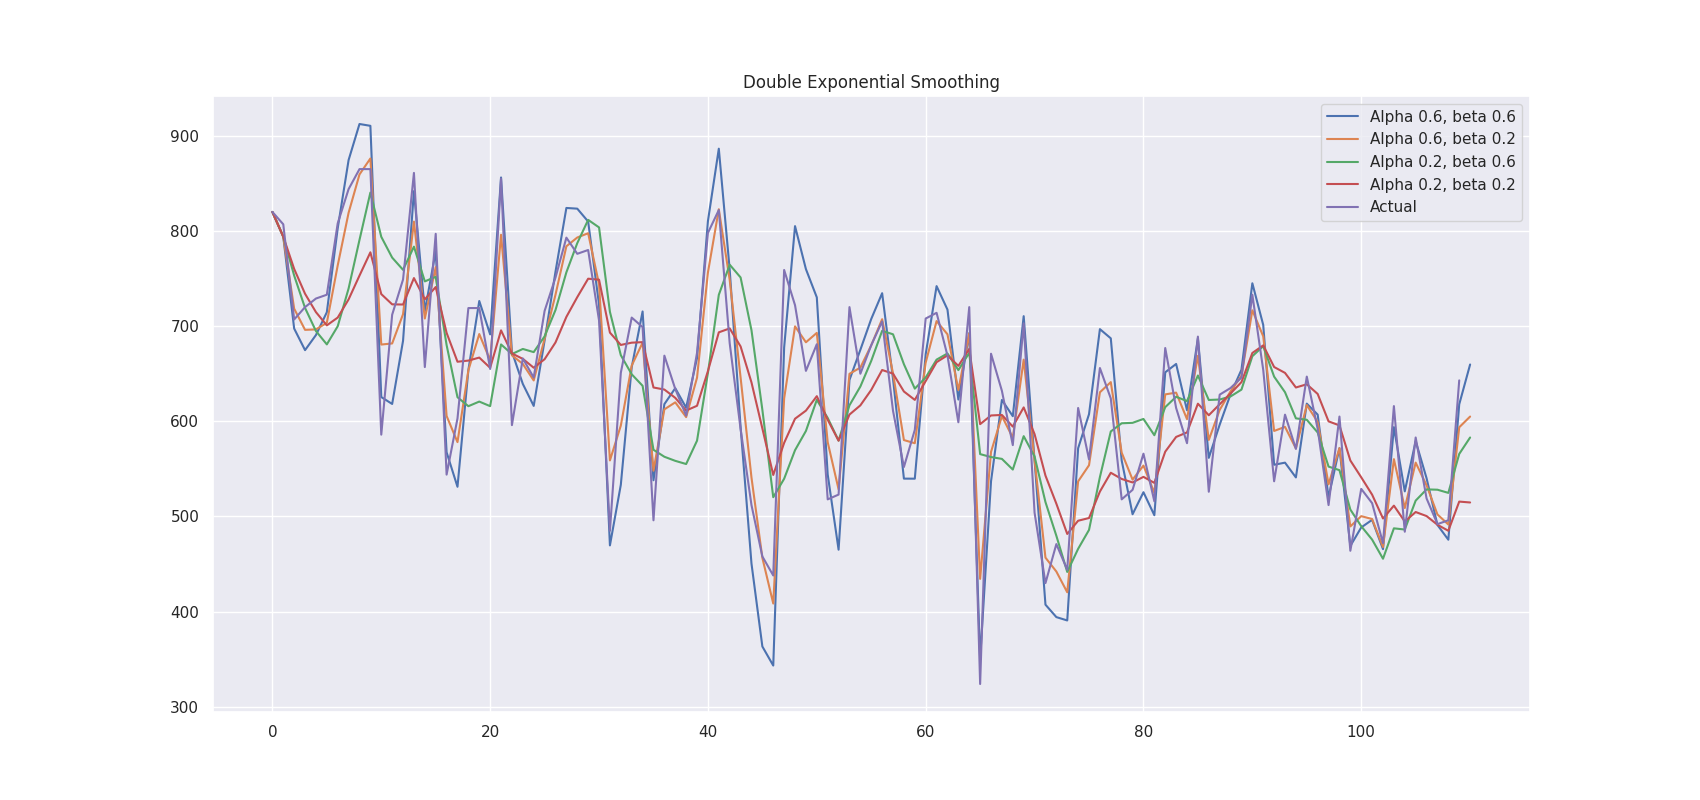 Double Exponential Smoothing
Alpha 0.6, beta 0.6
Alpha 0.6, beta 0.2
Alpha 0.2, beta 0.6
Alpha 0.2, beta 0.2
Actual
900
800
700
600
500
400
300
0 20 40 60 80 100